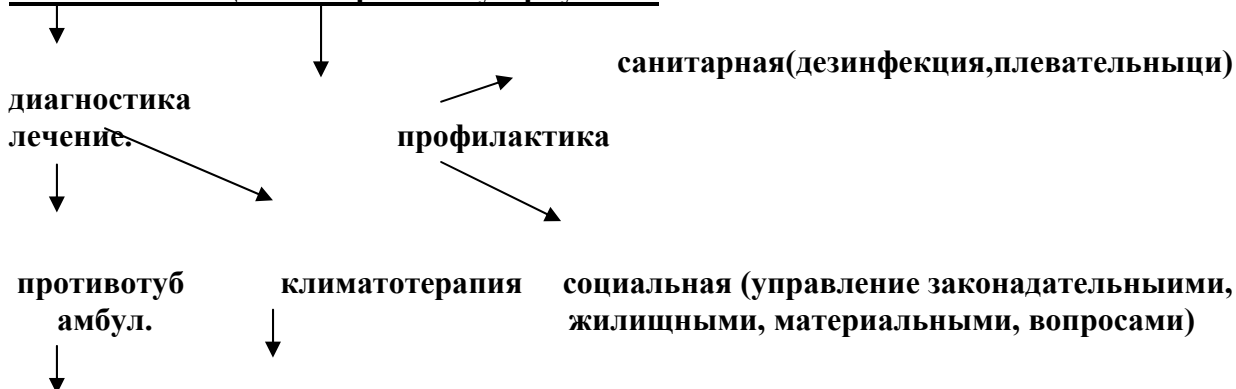 санитарная(дезинфекция,плевательныци)
диагностика
лечение. профилактика
противотуб климатотерапия социальная (управление законадательныими,
амбул. жилищными, материальными, вопросами)